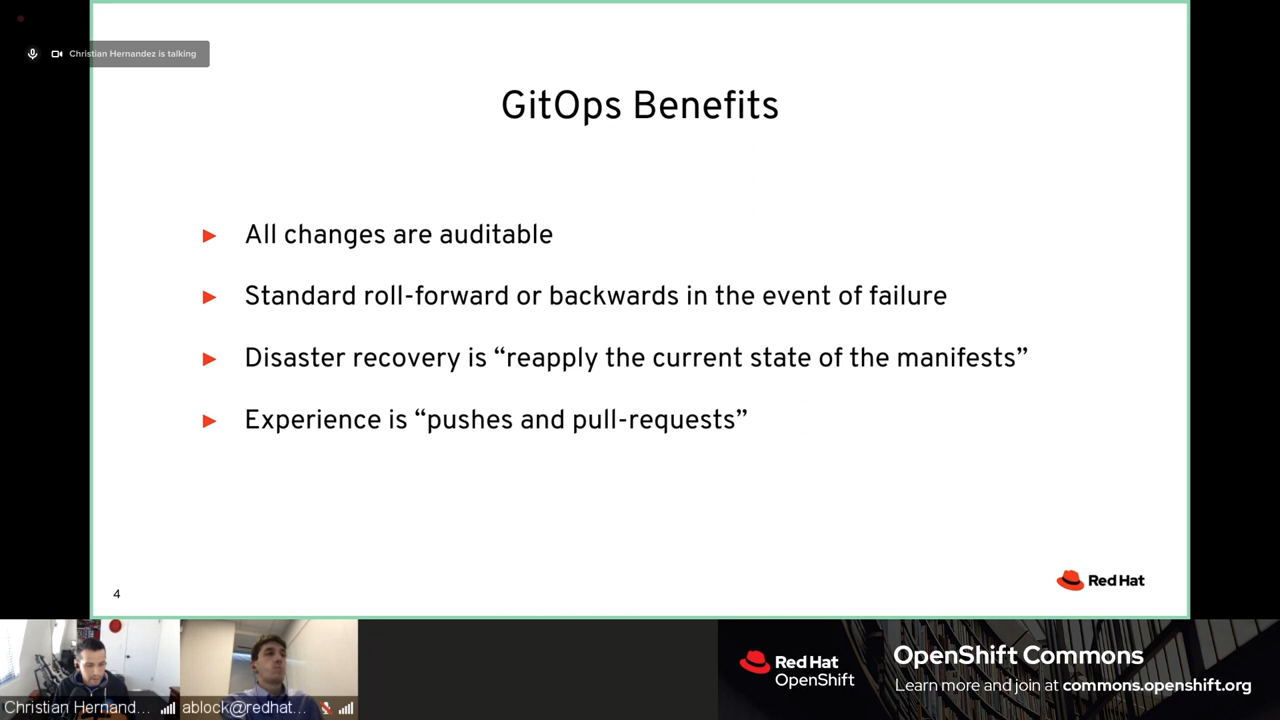 Christian Hernandez is talking
GitOps Benefits
All changes are auditable
Standard roll-forward or backwards in the event of failure
Disaster recovery is “reapply the current state of the manifests”
Experience is “pushes and pull-requests”
4
Red Hat
Christian Hernand...
ablock@redhat...
Red Hat
OpenShift
OpenShift Commons
Learn more and join at commons.openshift.org